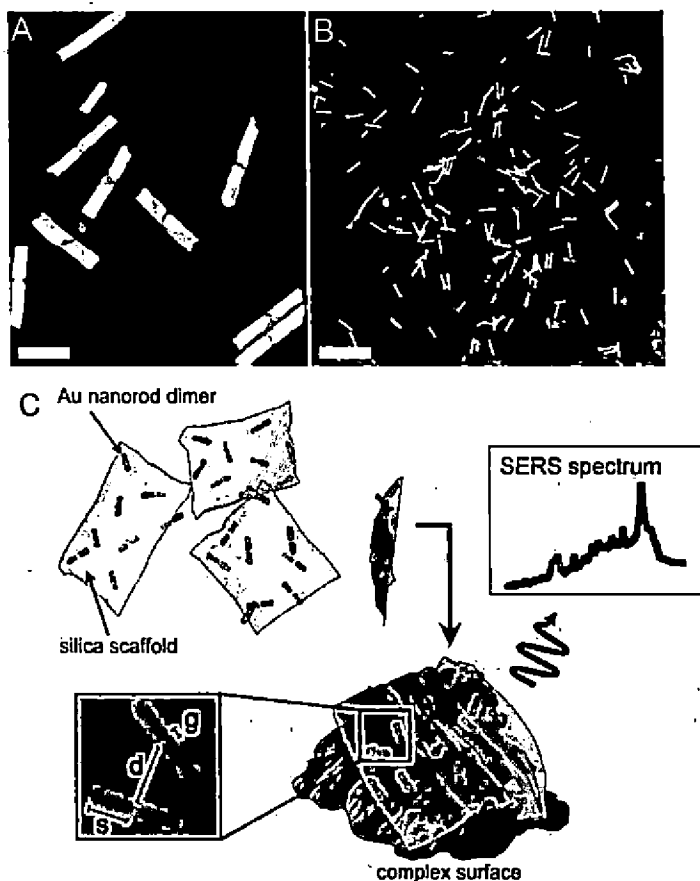 A
B
C
Au nanorod dimer
silica scaffold
SERS spectrum
g
d
s
complex surface